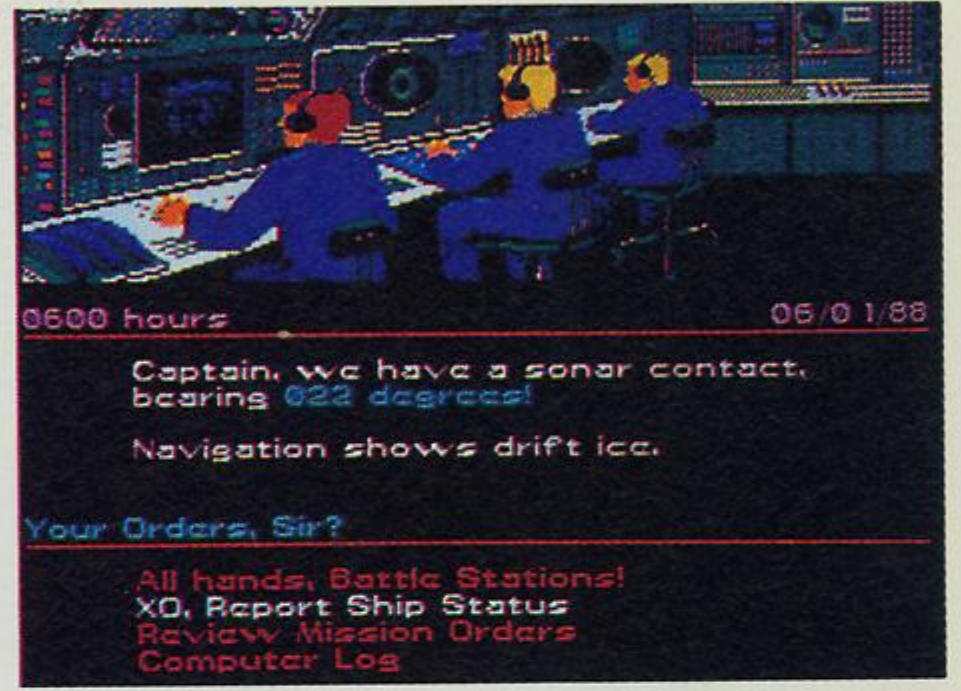 0600 hours 06/01/88
Captain, we have a sonar contact,
bearing 022 degrees!
Navigation shows drift ice.
Your Orders, Sir?
All hands, Battle Stations!
XO, Report Ship Status
Review Mission Orders
Computer Log